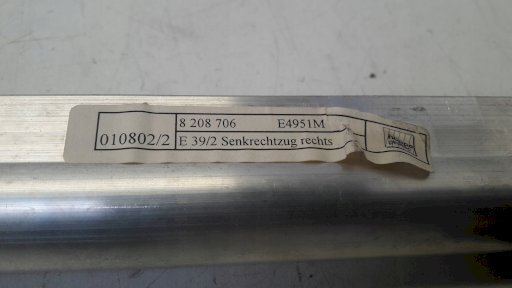 010802/2
8 208 706 E4951M
E 39/2 Senkrechtzug rechts